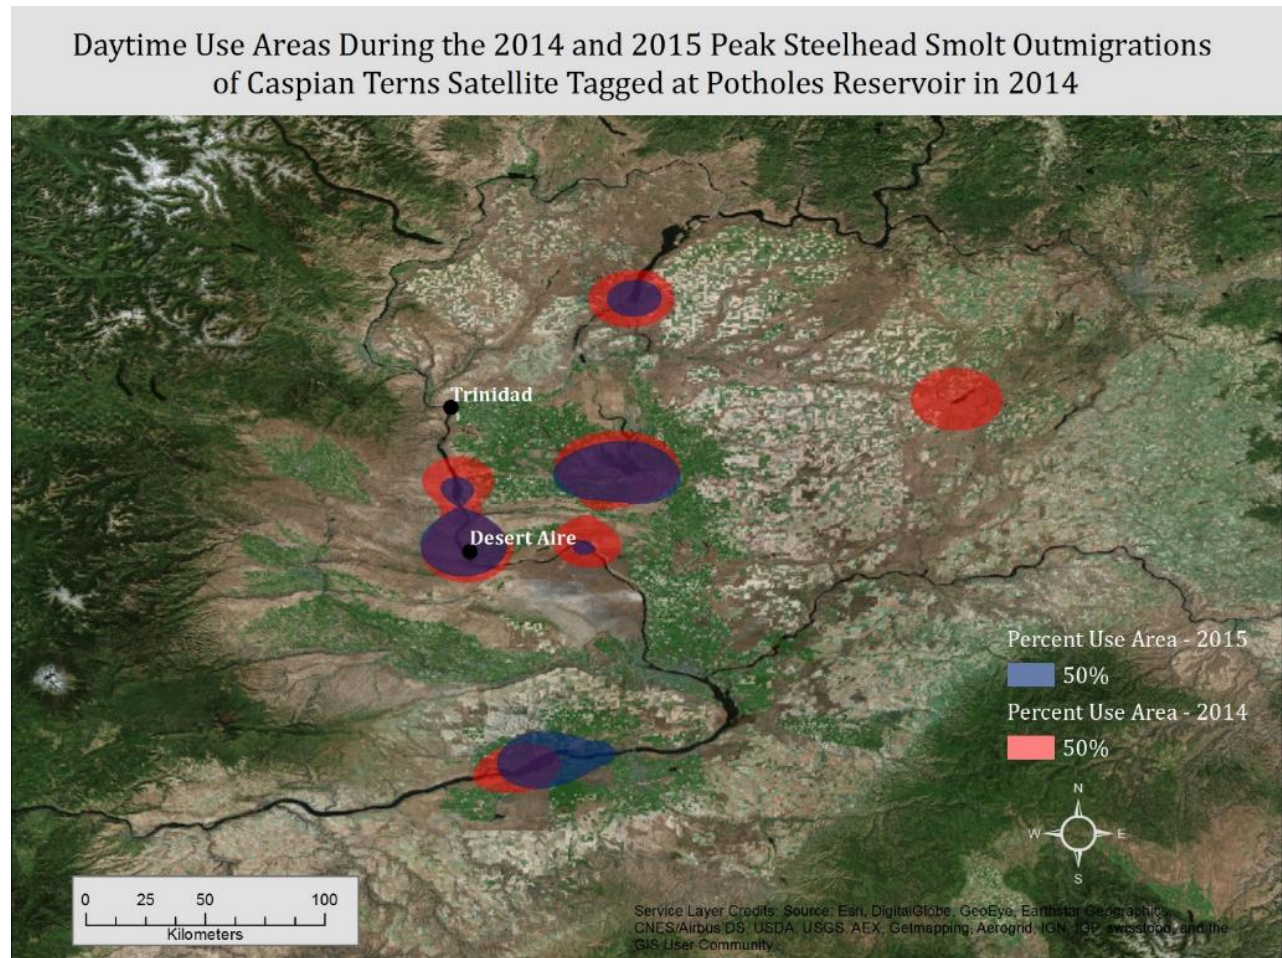 Daytime Use Areas During the 2014 and 2015 Peak Steelhead Smolt Outmigrations
of Caspian Terns Satellite Tagged at Potholes Reservoir in 2014
Trinidad
Desert Aire
Percent Use Area - 2015
50%
Percent Use Area - 2014
50%
N
W E
S
0 25 50 100
Kilometers
Service Layer Credits: Source: Esri, DigitalGlobe, GeoEye, Earthstar Geographics,
CNES/Airbus DS, USDA, USGS, AEX, Getmapping, Aerogrid, IGN, IGP, swisstopo, and the
GIS User Community